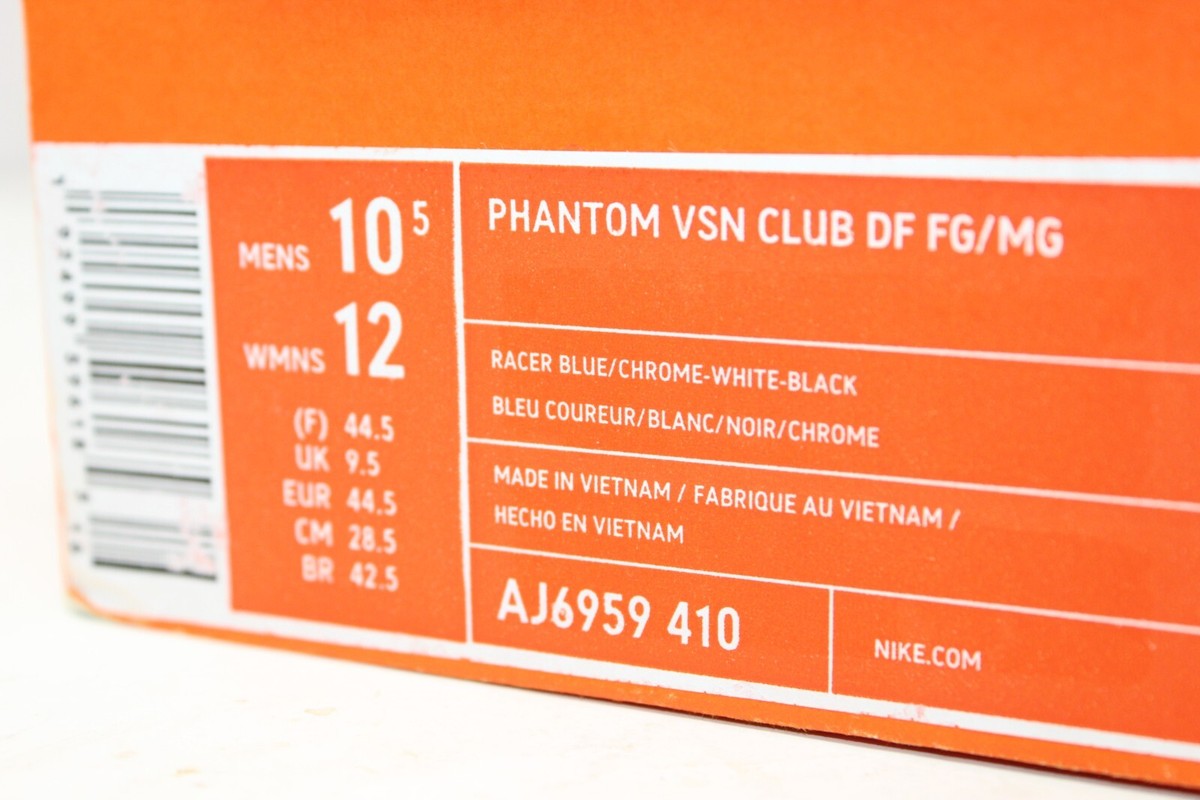 MENS 10 5
WMNS 12
(F) 44.5
UK 9.5
EUR 44.5
CM 28.5
BR 42.5
PHANTOM VSN CLUB DF FG/MG
RACER BLUE/CHROME-WHITE-BLACK
BLEU COUREUR/BLANC/NOIR/CHROME
MADE IN VIETNAM / FABRIQUE AU VIETNAM /
HECHO EN VIETNAM
AJ6959 410
NIKE.COM